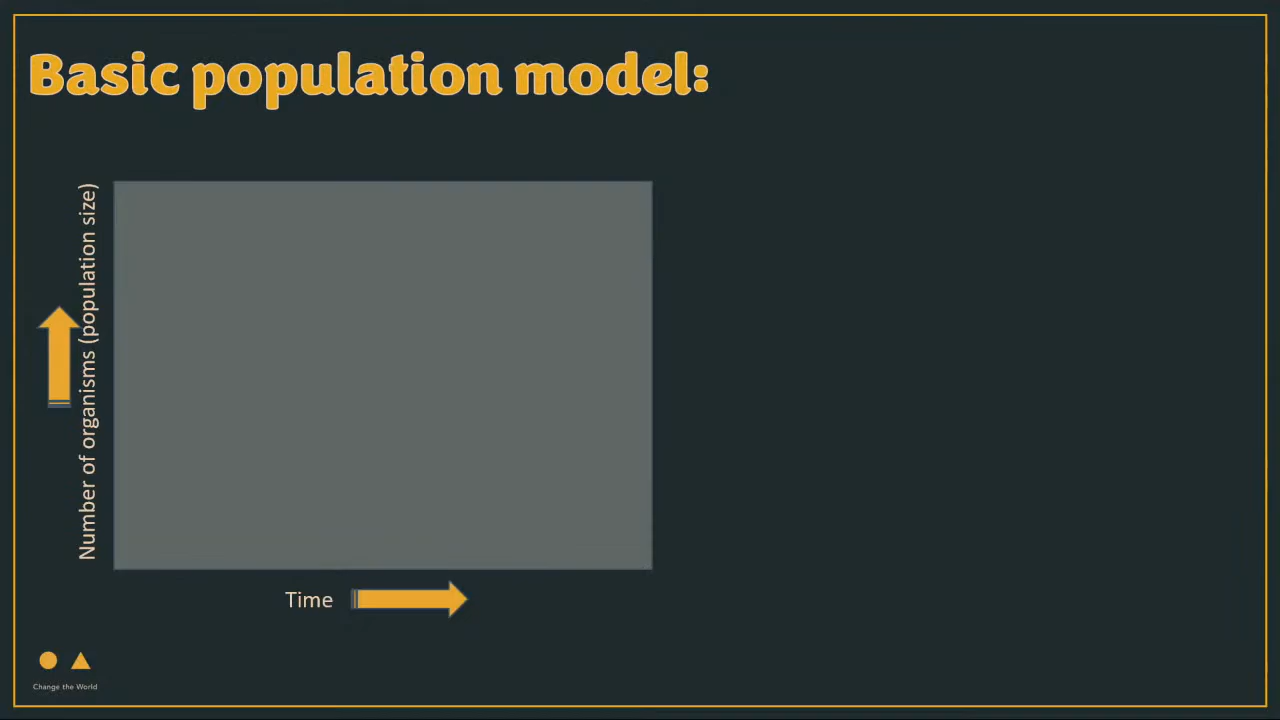 Basic population model:
Number of organisms (population size)
Time
Change the World